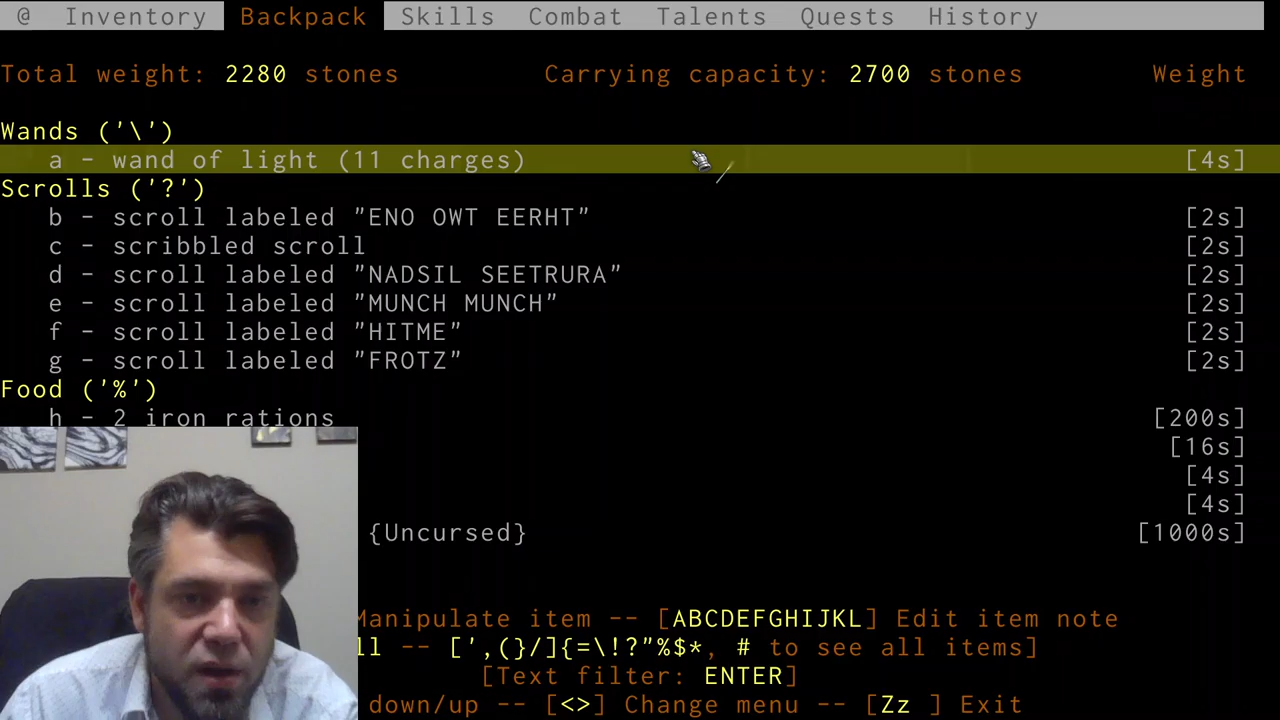 @ Inventory Backpack Skills Combat Talents Quests History
Total weight: 2280 stones Carrying capacity: 2700 stones Weight
Wands ('\')
a - wand of light (11 charges) [4s]
Scrolls ('?')
b - scroll labeled "ENO OWT EERHT" [2s]
c - scribbled scroll [2s]
d - scroll labeled "NADSIL SEETRURA" [2s]
e - scroll labeled "MUNCH MUNCH" [2s]
f - scroll labeled "HITME" [2s]
g - scroll labeled "FROTZ" [2s]
Food ('%')
h - 2 iron rations [200s]
[16s]
[4s]
[4s]
{Uncursed} [1000s]
Manipulate item -- [ABCDEFGHIJKL] Edit item note
-- [',(}/]{=\!?"%$*, # to see all items]
[Text filter: ENTER]
down/up -- [<>] Change menu -- [Zz ] Exit